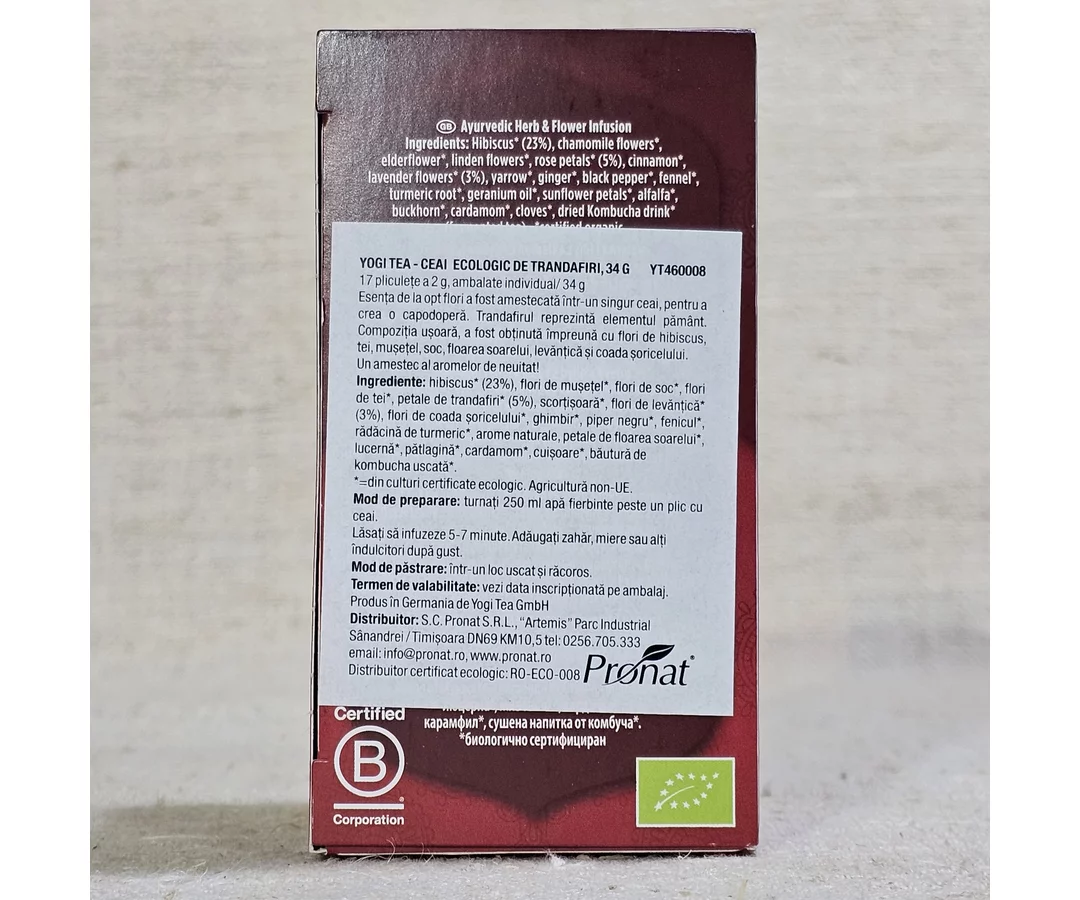 GB Ayurvedic Herb & Flower Infusion
Ingredients: Hibiscus* (23%), chamomile flowers*,
elderflower*, linden flowers*, rose petals* (5%), cinnamon*,
lavender flowers* (3%), yarrow*, ginger*, black pepper*, fennel*,
turmeric root*, geranium oil*, sunflower petals*, alfalfa*,
buckhorn*, cardamom*, cloves*, dried Kombucha drink*
YOGI TEA - CEAI ECOLOGIC DE TRANDAFIRI, 34 G YT460008
17 pliculețe a 2 g, ambalate individual/ 34 g
Esența de la opt flori a fost amestecată într-un singur ceai, pentru a
crea o capodoperă. Trandafirul reprezintă elementul pământ.
Compoziția ușoară, a fost obținută împreună cu flori de hibiscus,
tei, mușețel, soc, floarea soarelui, levănțică și coada șoricelului.
Un amestec al aromelor de neuitat!
Ingrediente: hibiscus* (23%), flori de mușețel*, flori de soc*, flori
de tei*, petale de trandafiri* (5%), scorțișoară*, flori de levănțică*
(3%), flori de coada șoricelului*, ghimbir*, piper negru*, fenicul*,
rădăcină de turmeric*, arome naturale, petale de floarea soarelui*,
lucernă*, pătlagină*, cardamom*, cuișoare*, băutură de
kombucha uscată*.
*=din culturi certificate ecologic. Agricultură non-UE.
Mod de preparare: turnați 250 ml apă fierbinte peste un plic cu
ceai.
Lăsați să infuzeze 5-7 minute. Adăugați zahăr, miere sau alți
îndulcitori după gust.
Mod de păstrare: într-un loc uscat și răcoros.
Termen de valabilitate: vezi data inscripționată pe ambalaj.
Produs în Germania de Yogi Tea GmbH
Distribuitor: S.C. Pronat S.R.L., “Artemis” Parc Industrial
Sânandrei / Timișoara DN69 KM10,5 tel: 0256.705.333
email: info@pronat.ro, www.pronat.ro
Distribuitor certificat ecologic: RO-ECO-008 Pronat®
карамфил*, сушена напитка от комбуча*.
*биологично сертифициран
Certified
B
®
Corporation